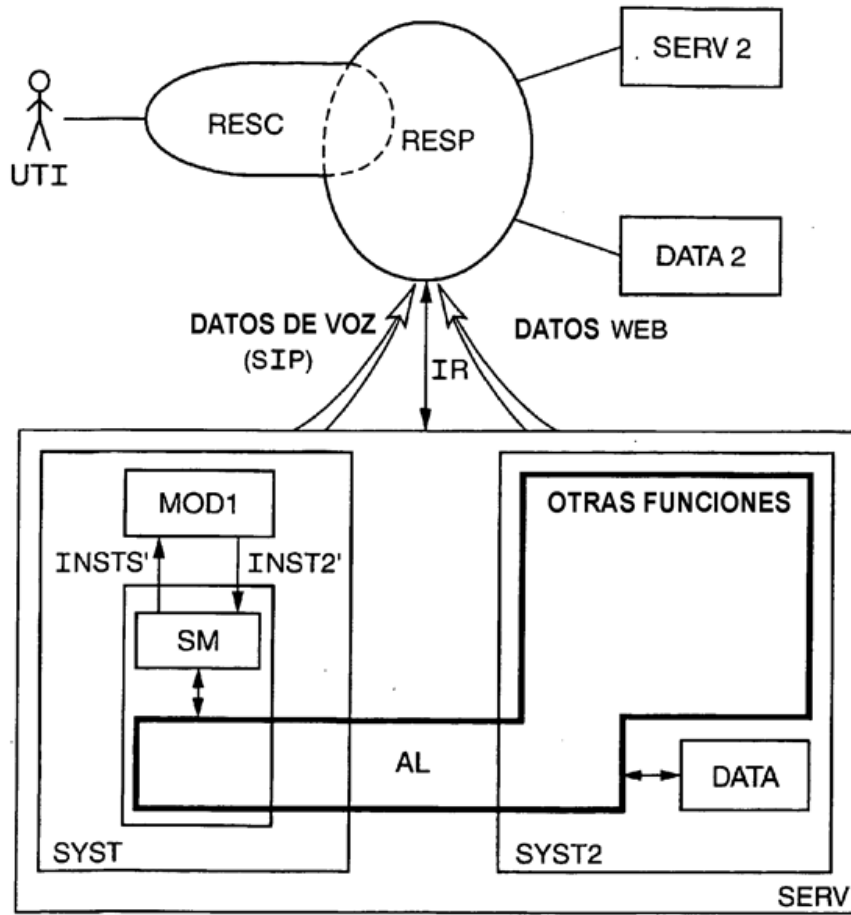 SERV 2
RESC
RESP
UTI
DATA 2
DATOS DE VOZ
(SIP)
DATOS WEB
IR
MOD1
OTRAS FUNCIONES
INSTS'
INST2'
SM
AL
DATA
SYST
SYST2
SERV